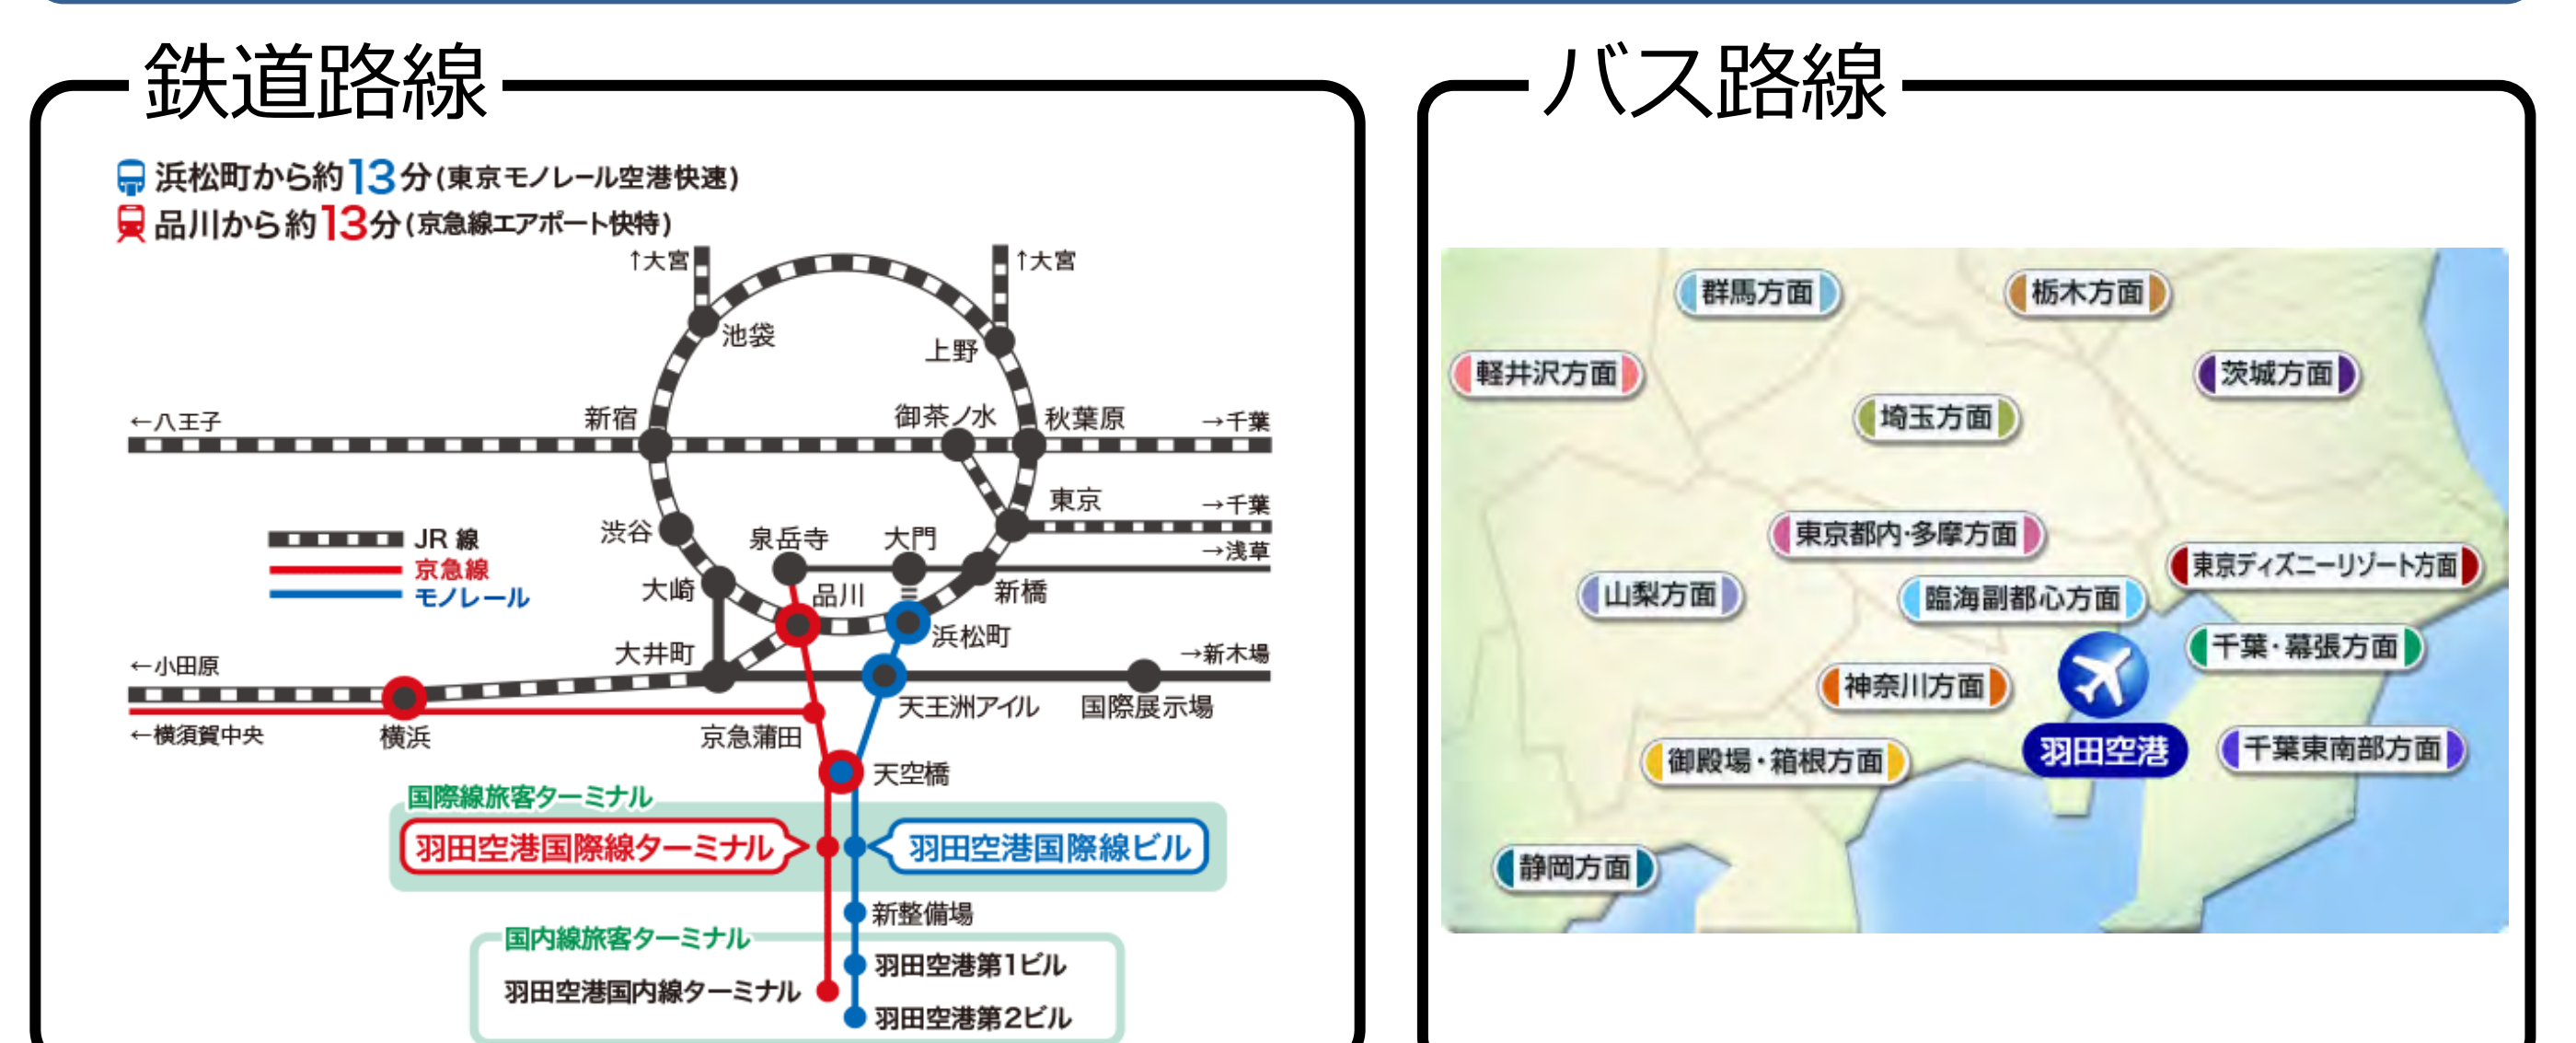 鉄道路線
浜松町から約13分(東京モノレール空港快速)
品川から約13分(京急線エアポート快特)
↑大宮
↑大宮
池袋
上野
←八王子
新宿
御茶ノ水
秋葉原
→千葉
東京
→千葉
渋谷
泉岳寺
大門
→浅草
JR 線
京急線
モノレール
大崎
品川
新橋
浜松町
大井町
←小田原
→新木場
天王洲アイル
国際展示場
←横須賀中央
横浜
京急蒲田
天空橋
国際線旅客ターミナル
羽田空港国際線ターミナル
羽田空港国際線ビル
新整備場
国内線旅客ターミナル
羽田空港第1ビル
羽田空港国内線ターミナル
羽田空港第2ビル
バス路線
群馬方面
栃木方面
軽井沢方面
茨城方面
埼玉方面
東京都内・多摩方面
東京ディズニーリゾート方面
山梨方面
臨海副都心方面
千葉・幕張方面
神奈川方面
羽田空港
御殿場・箱根方面
千葉東南部方面
静岡方面